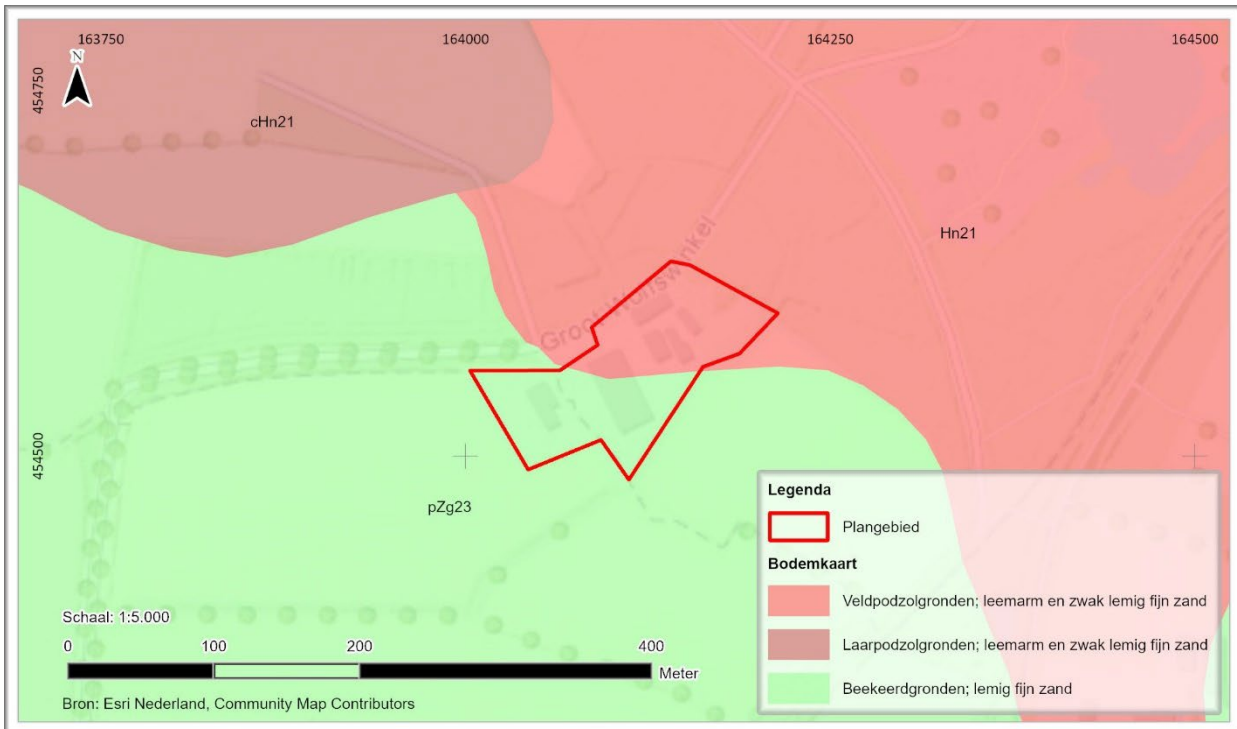 163750
164000
164250
164500
N
454750
cHn21
Hn21
Groot Wolfswinkel
454500
pZg23
Legenda
Plangebied
Bodemkaart
Veldpodzolgronden; leemarm en zwak lemig fijn zand
Laarpodzolgronden; leemarm en zwak lemig fijn zand
Beekeerdgronden; lemig fijn zand
Schaal: 1:5.000
0 100 200 400
Meter
Bron: Esri Nederland, Community Map Contributors